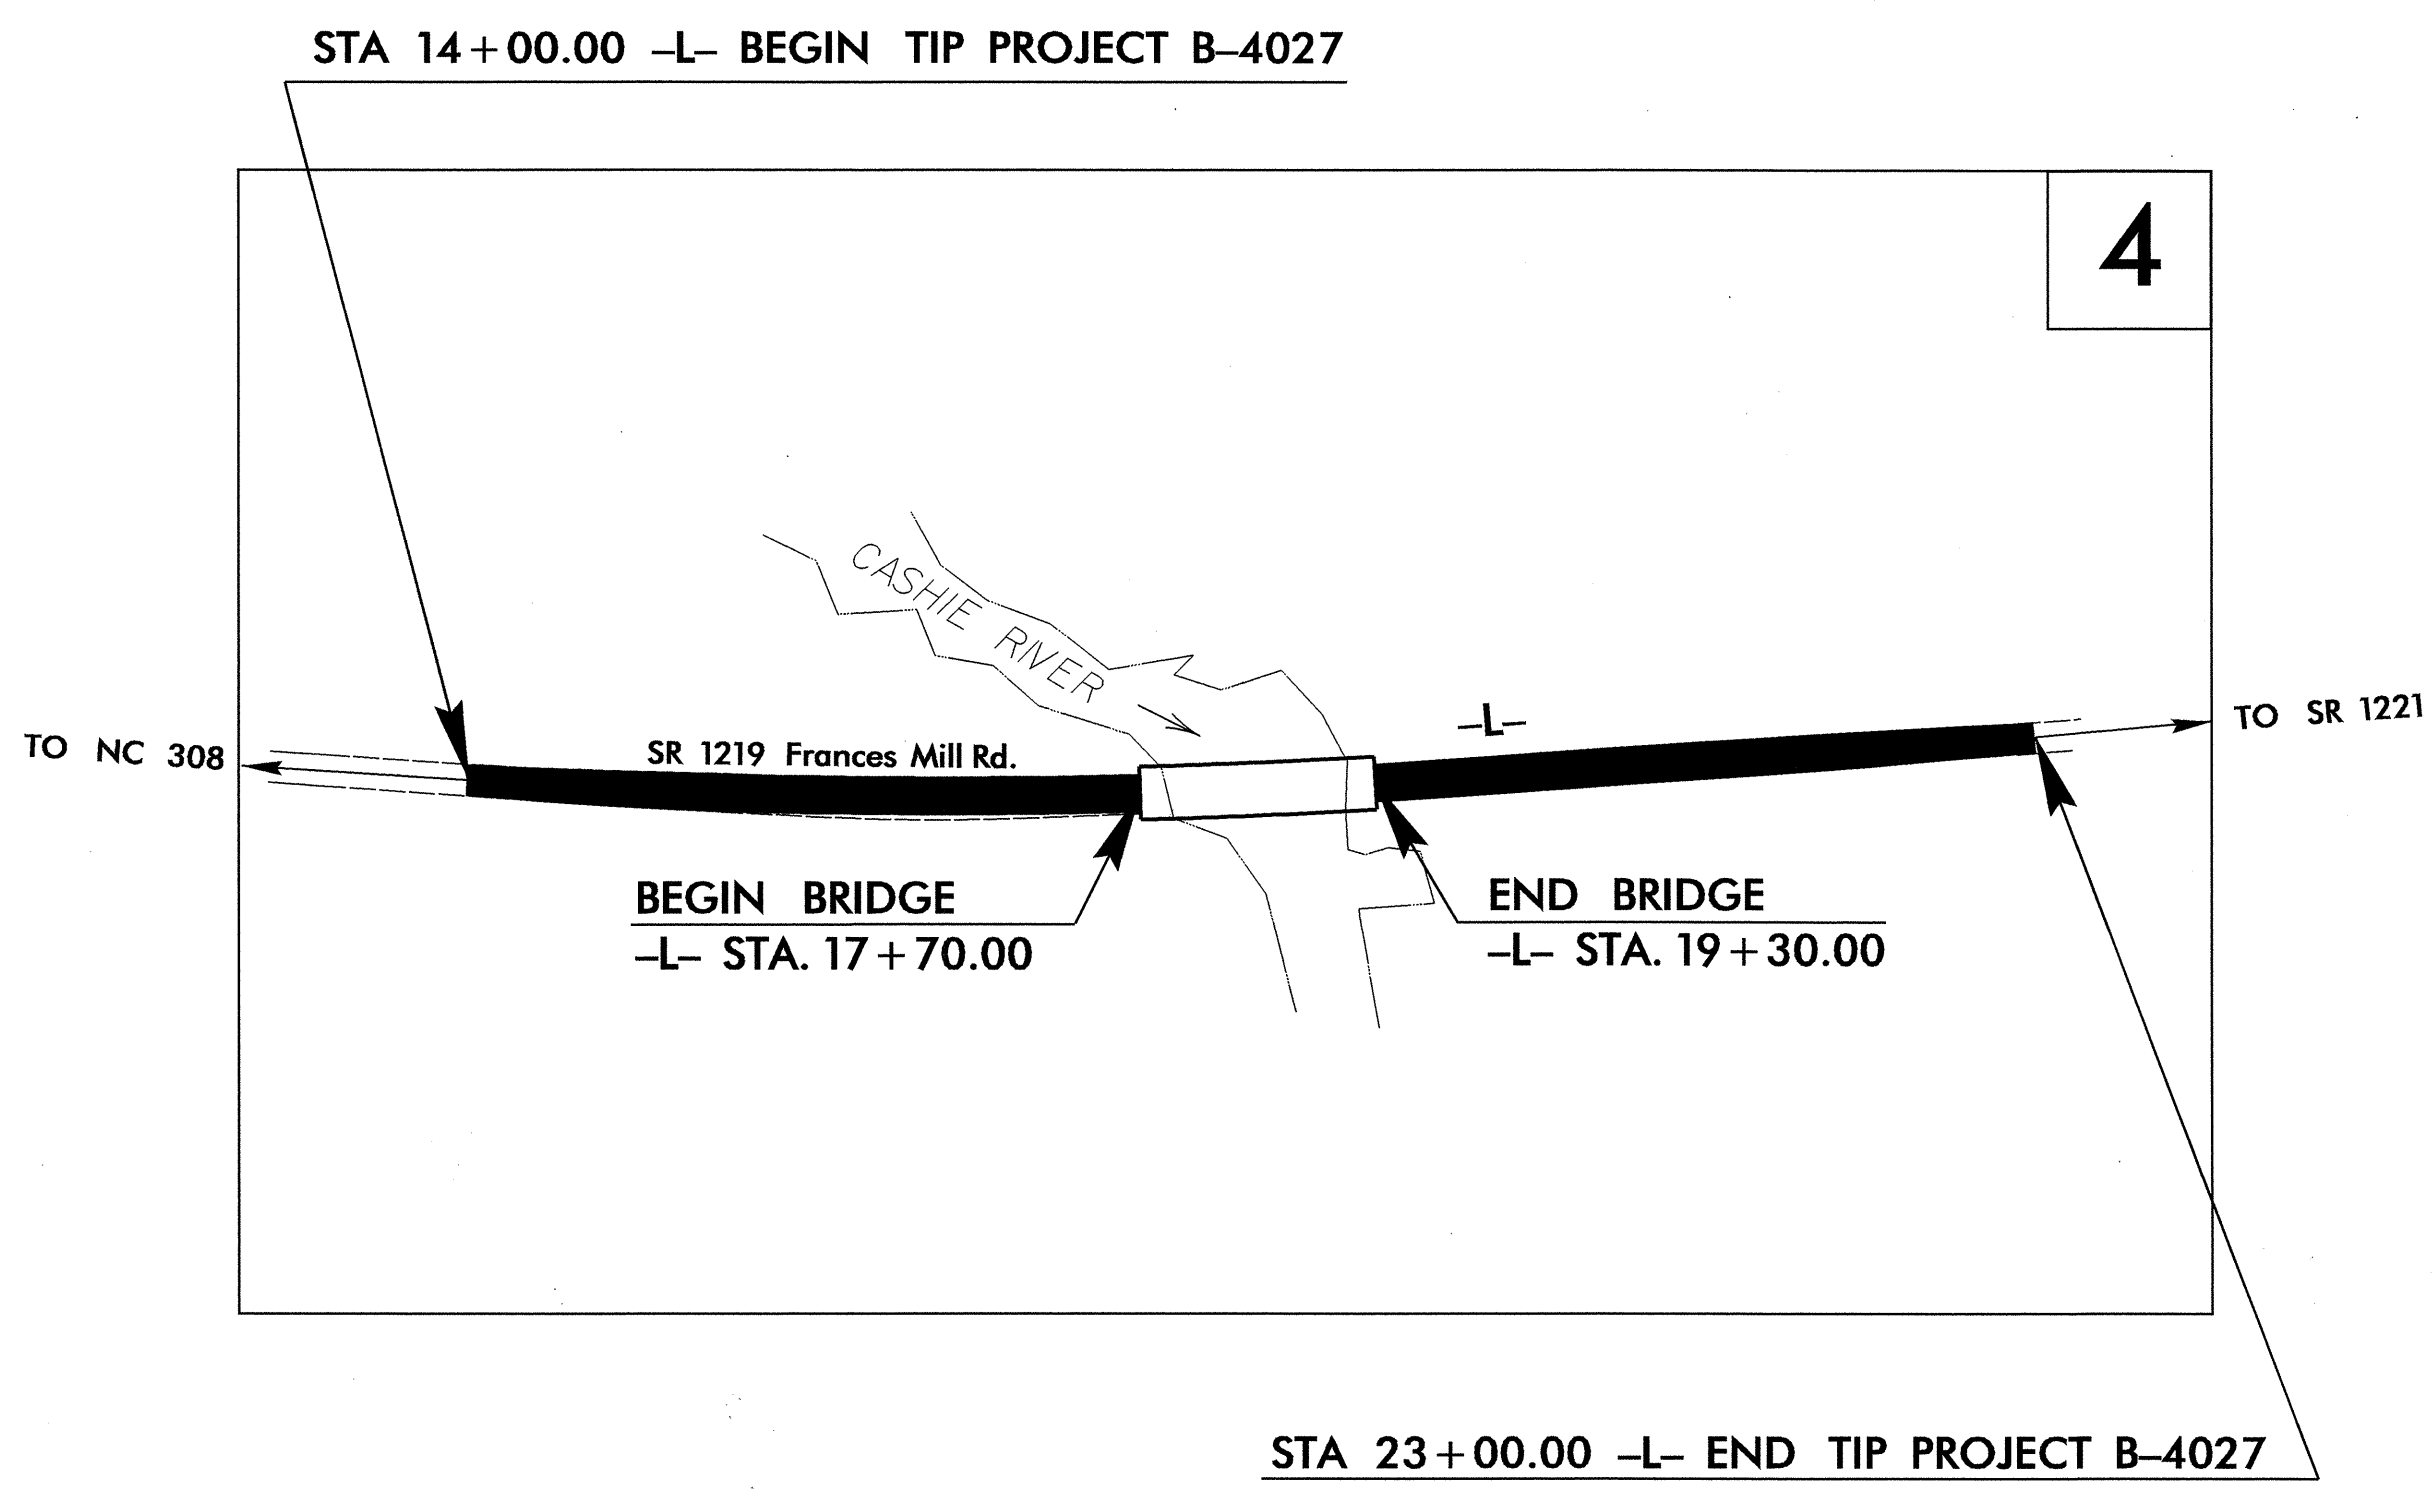 STA 14+00.00 –L– BEGIN TIP PROJECT B–4027
4
CASHIE RIVER
–L–
TO NC 308
SR 1219 Frances Mill Rd.
TO SR 1221
BEGIN BRIDGE
–L– STA. 17+70.00
END BRIDGE
–L– STA. 19+30.00
STA 23+00.00 –L– END TIP PROJECT B–4027